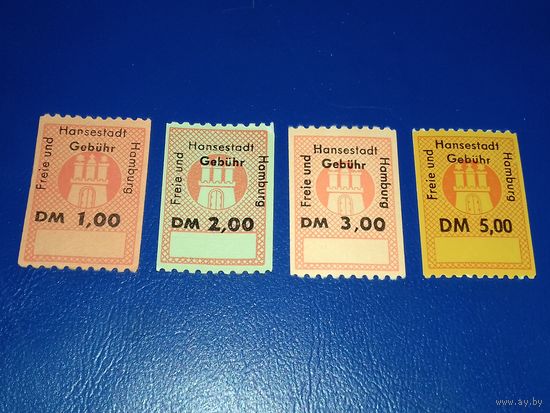 Freie und
Hansestadt
Hamburg
Gebühr
DM 1,00
Freie und
Hansestadt
Hamburg
Gebühr
DM 2,00
Freie und
Hansestadt
Hamburg
Gebühr
DM 3,00
Freie und
Hansestadt
Hamburg
Gebühr
DM 5,00
www.ay.by